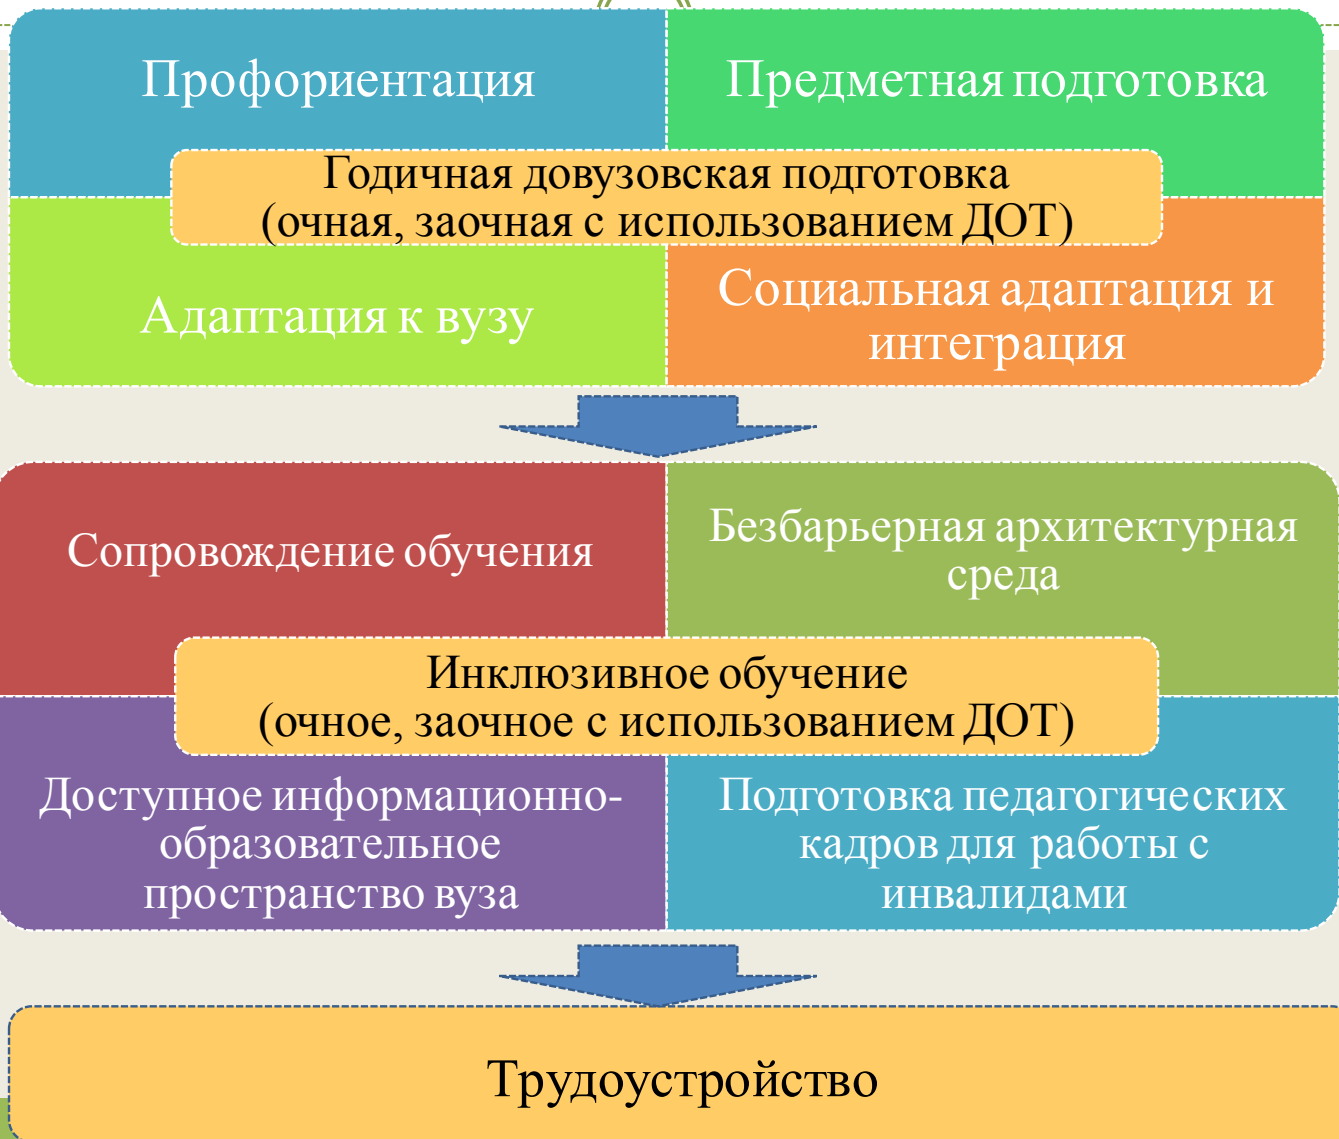 Профориентация
Предметная подготовка
Годичная довузовская подготовка
(очная, заочная с использованием ДОТ)
Адаптация к вузу
Социальная адаптация и
интеграция
Сопровождение обучения
Безбарьерная архитектурная
среда
Инклюзивное обучение
(очное, заочное с использованием ДОТ)
Доступное информационно-
образовательное
пространство вуза
Подготовка педагогических
кадров для работы с
инвалидами
Трудоустройство